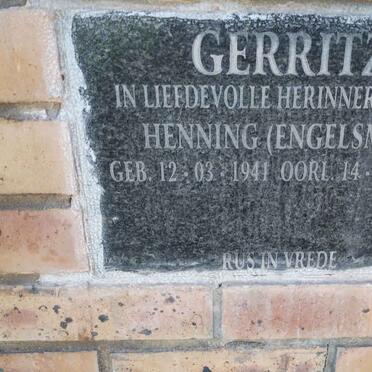 GERRITZ
IN LIEFDEVOLLE HERINNER
HENNING (ENGELSM
GEB. 12-03-1941 OORL. 14-
RUS IN VREDE